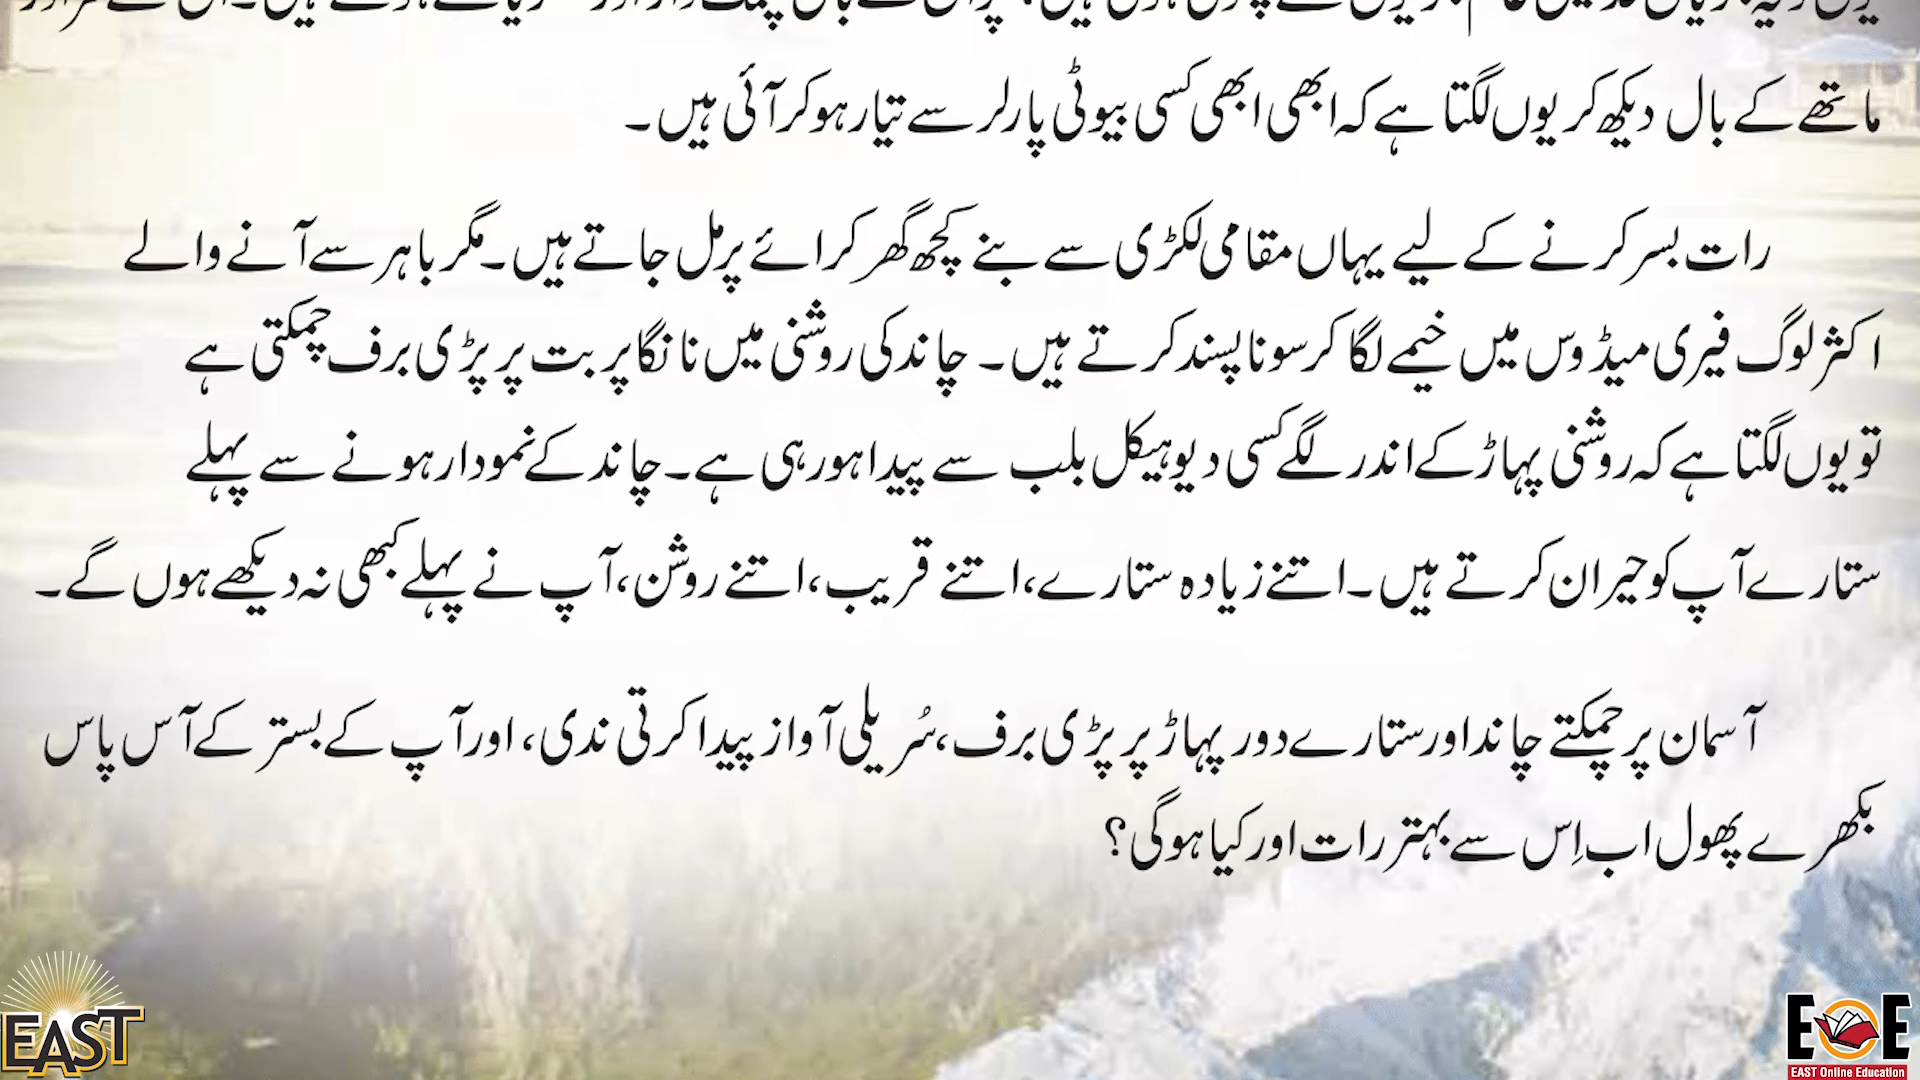 ماتھے کے بال دیکھ کر یوں لگتا ہے کہ ابھی ابھی کسی بیوٹی پارلر سے تیار ہو کر آئی ہیں۔
رات بسر کرنے کے لیے یہاں مقامی لکڑی سے بنے کچھ گھر کرائے پر مل جاتے ہیں۔ مگر باہر سے آنے والے
اکثر لوگ فیری میڈوس میں خیمے لگا کر سونا پسند کرتے ہیں۔ چاند کی روشنی میں نانگا پربت پر پڑی برف چمکتی ہے
تو یوں لگتا ہے کہ روشنی پہاڑ کے اندر لگے کسی دیو ہیکل بلب سے پیدا ہو رہی ہے۔ چاند کے نمودار ہونے سے پہلے
ستارے آپ کو حیران کرتے ہیں۔ اتنے زیادہ ستارے، اتنے قریب، اتنے روشن، آپ نے پہلے کبھی نہ دیکھے ہوں گے۔
آسمان پر چمکتے چاند اور ستارے دور پہاڑ پر پڑی برف، سُریلی آواز پیدا کرتی ندی، اور آپ کے بستر کے آس پاس
بکھرے پھول اب اِس سے بہتر رات اور کیا ہو گی؟
EAST
EOE
EAST Online Education